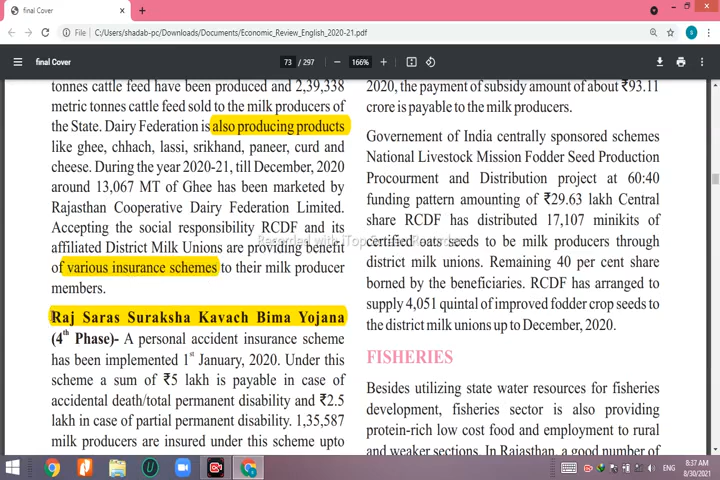 final Cover
File | C:/Users/shadab-pc/Downloads/Documents/Economic_Review_English_2020-21.pdf
final Cover
73 / 297
166%
tonnes cattle feed have been produced and 2,39,338
metric tonnes cattle feed sold to the milk producers of
the State. Dairy Federation is also producing products
like ghee, chhach, lassi, srikhand, paneer, curd and
cheese. During the year 2020-21, till December, 2020
around 13,067 MT of Ghee has been marketed by
Rajasthan Cooperative Dairy Federation Limited.
Accepting the social responsibility RCDF and its
affiliated District Milk Unions are providing benefit
of various insurance schemes to their milk producer
members.
Raj Saras Suraksha Kavach Bima Yojana
(4th Phase)- A personal accident insurance scheme
has been implemented 1st January, 2020. Under this
scheme a sum of ₹5 lakh is payable in case of
accidental death/total permanent disability and ₹2.5
lakh in case of partial permanent disability. 1,35,587
milk producers are insured under this scheme upto
2020, the payment of subsidy amount of about ₹93.11
crore is payable to the milk producers.
Governement of India centrally sponsored schemes
National Livestock Mission Fodder Seed Production
Procourment and Distribution project at 60:40
funding pattern amounting of ₹29.63 lakh Central
share RCDF has distributed 17,107 minikits of
certified oats seeds to be milk producers through
district milk unions. Remaining 40 per cent share
borned by the beneficiaries. RCDF has arranged to
supply 4,051 quintal of improved fodder crop seeds to
the district milk unions up to December, 2020.
FISHERIES
Besides utilizing state water resources for fisheries
development, fisheries sector is also providing
protein-rich low cost food and employment to rural
and weaker sections. In Rajasthan, a good number of
Recorded with iTop Screen Recorder
8:37 AM
8/30/2021